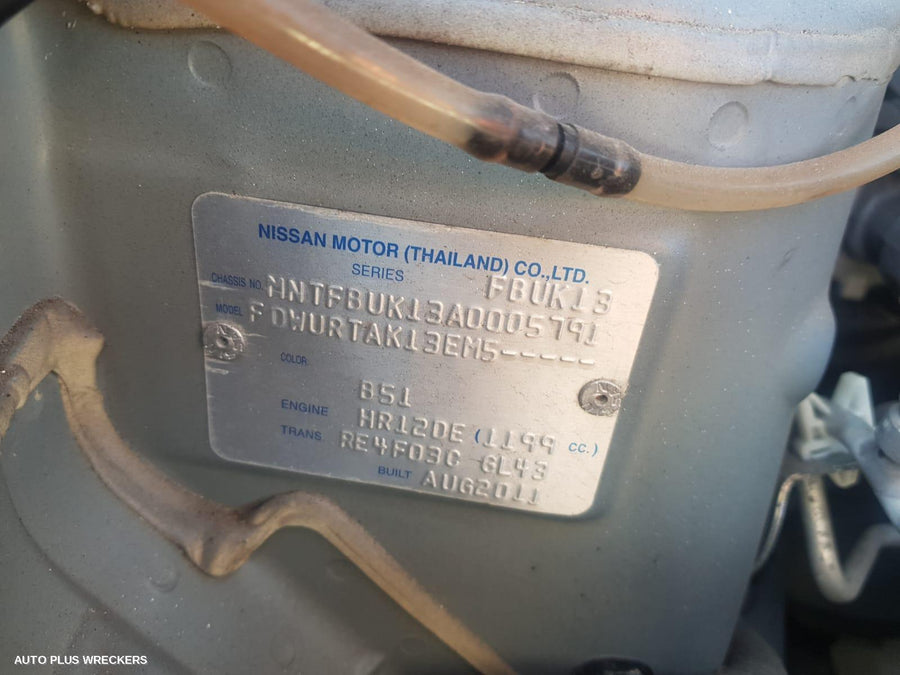 NISSAN MOTOR (THAILAND) CO.,LTD.
SERIES FBUK13
CHASSIS NO. MNTFBUK13A0005791
MODEL FDWURTAK13EM5-----
COLOR
B51
ENGINE HR12DE (1199 CC.)
TRANS. RE4F03C GL43
BUILT AUG2011
AUTO PLUS WRECKERS